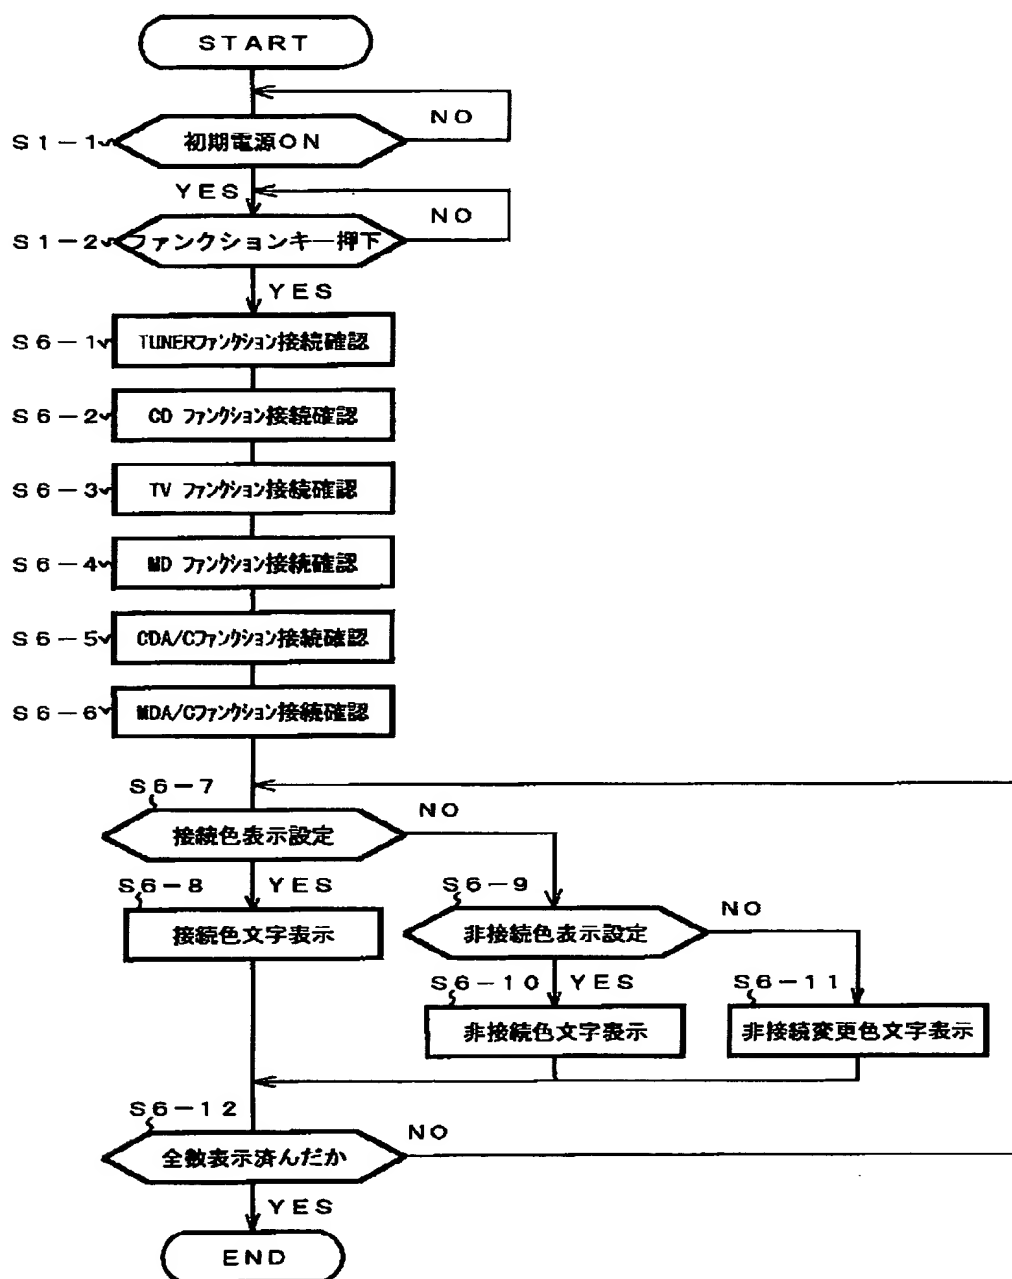 START
NO
S1-1 初期電源ON
YES
NO
S1-2 ファンクションキー押下
YES
S6-1 TUNERファンクション接続確認
S6-2 CD ファンクション接続確認
S6-3 TV ファンクション接続確認
S6-4 MD ファンクション接続確認
S6-5 CDA/Cファンクション接続確認
S6-6 MDA/Cファンクション接続確認
S6-7
NO
接続色表示設定
S6-8 YES
S6-9
NO
接続色文字表示
非接続色表示設定
S6-10 YES
S6-11
非接続色文字表示
非接続変更色文字表示
S6-12
NO
全数表示済んだか
YES
END